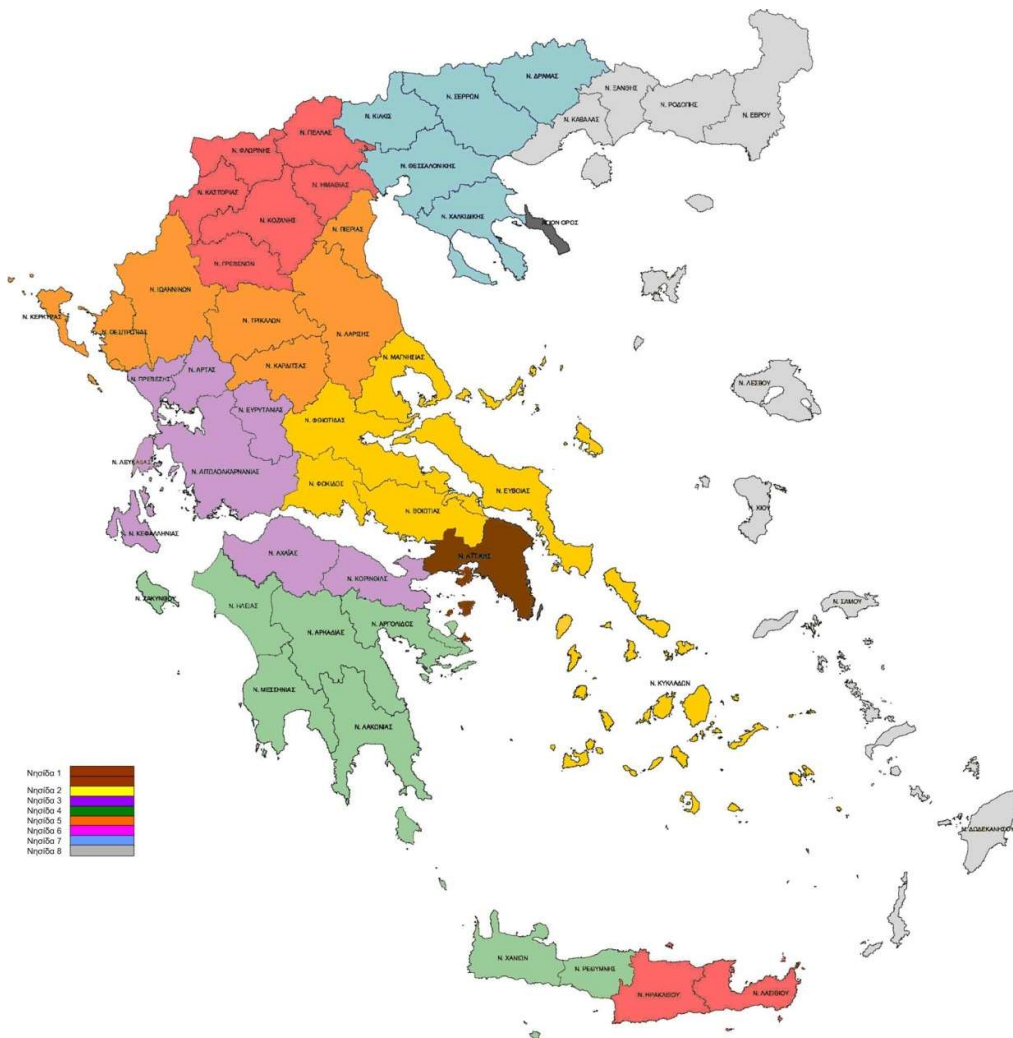 Ν. ΔΡΑΜΑΣ
Ν. ΞΑΝΘΗΣ
Ν. ΣΕΡΡΩΝ
Ν. ΡΟΔΟΠΗΣ
Ν. ΕΒΡΟΥ
Ν. ΚΙΛΚΙΣ
Ν. ΚΑΒΑΛΑΣ
Ν. ΠΕΛΛΑΣ
Ν. ΦΛΩΡΙΝΗΣ
Ν. ΘΕΣΣΑΛΟΝΙΚΗΣ
Ν. ΗΜΑΘΙΑΣ
Ν. ΚΑΣΤΟΡΙΑΣ
Ν. ΧΑΛΚΙΔΙΚΗΣ
ΑΓΙΟΝ ΟΡΟΣ
Ν. ΚΟΖΑΝΗΣ
Ν. ΠΙΕΡΙΑΣ
Ν. ΓΡΕΒΕΝΩΝ
Ν. ΙΩΑΝΝΙΝΩΝ
Ν. ΚΕΡΚΥΡΑΣ
Ν. ΤΡΙΚΑΛΩΝ
Ν. ΛΑΡΙΣΗΣ
Ν. ΘΕΣΠΡΩΤΙΑΣ
Ν. ΜΑΓΝΗΣΙΑΣ
Ν. ΚΑΡΔΙΤΣΑΣ
Ν. ΑΡΤΑΣ
Ν. ΠΡΕΒΕΖΗΣ
Ν. ΛΕΣΒΟΥ
Ν. ΕΥΡΥΤΑΝΙΑΣ
Ν. ΦΘΙΩΤΙΔΑΣ
Ν. ΛΕΥΚΑΔΑΣ
Ν. ΑΙΤΩΛΟΑΚΑΡΝΑΝΙΑΣ
Ν. ΦΩΚΙΔΟΣ
Ν. ΕΥΒΟΙΑΣ
Ν. ΧΙΟΥ
Ν. ΒΟΙΩΤΙΑΣ
Ν. ΚΕΦΑΛΛΗΝΙΑΣ
Ν. ΑΧΑΪΑΣ
Ν. ΑΤΤΙΚΗΣ
Ν. ΚΟΡΙΝΘΙΑΣ
Ν. ΖΑΚΥΝΘΟΥ
Ν. ΣΑΜΟΥ
Ν. ΗΛΕΙΑΣ
Ν. ΑΡΓΟΛΙΔΟΣ
Ν. ΑΡΚΑΔΙΑΣ
Ν. ΚΥΚΛΑΔΩΝ
Ν. ΜΕΣΣΗΝΙΑΣ
Ν. ΛΑΚΩΝΙΑΣ
Νησίδα 1
Νησίδα 2
Νησίδα 3
Νησίδα 4
Νησίδα 5
Νησίδα 6
Νησίδα 7
Νησίδα 8
Ν. ΔΩΔΕΚΑΝΗΣΟΥ
Ν. ΧΑΝΙΩΝ
Ν. ΡΕΘΥΜΝΗΣ
Ν. ΗΡΑΚΛΕΙΟΥ
Ν. ΛΑΣΙΘΙΟΥ